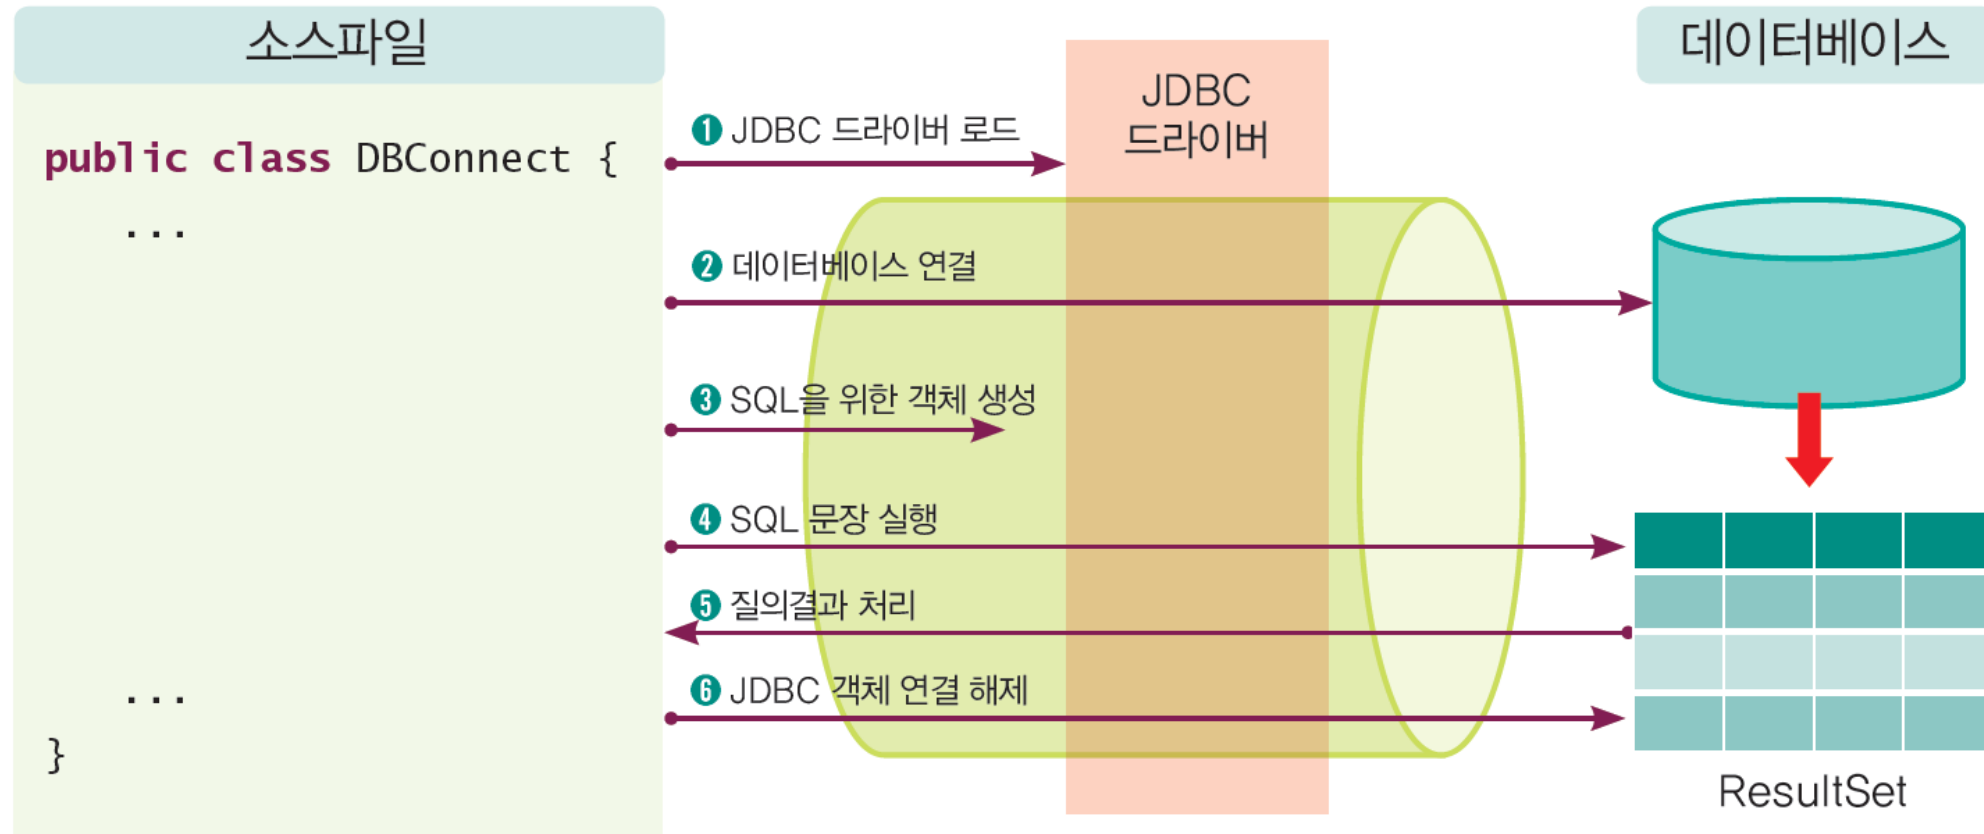 소스파일
public class DBConnect {
...
...
}
❶ JDBC 드라이버 로드
❷ 데이터베이스 연결
❸ SQL을 위한 객체 생성
❹ SQL 문장 실행
❺ 질의결과 처리
❻ JDBC 객체 연결 해제
JDBC
드라이버
데이터베이스
ResultSet